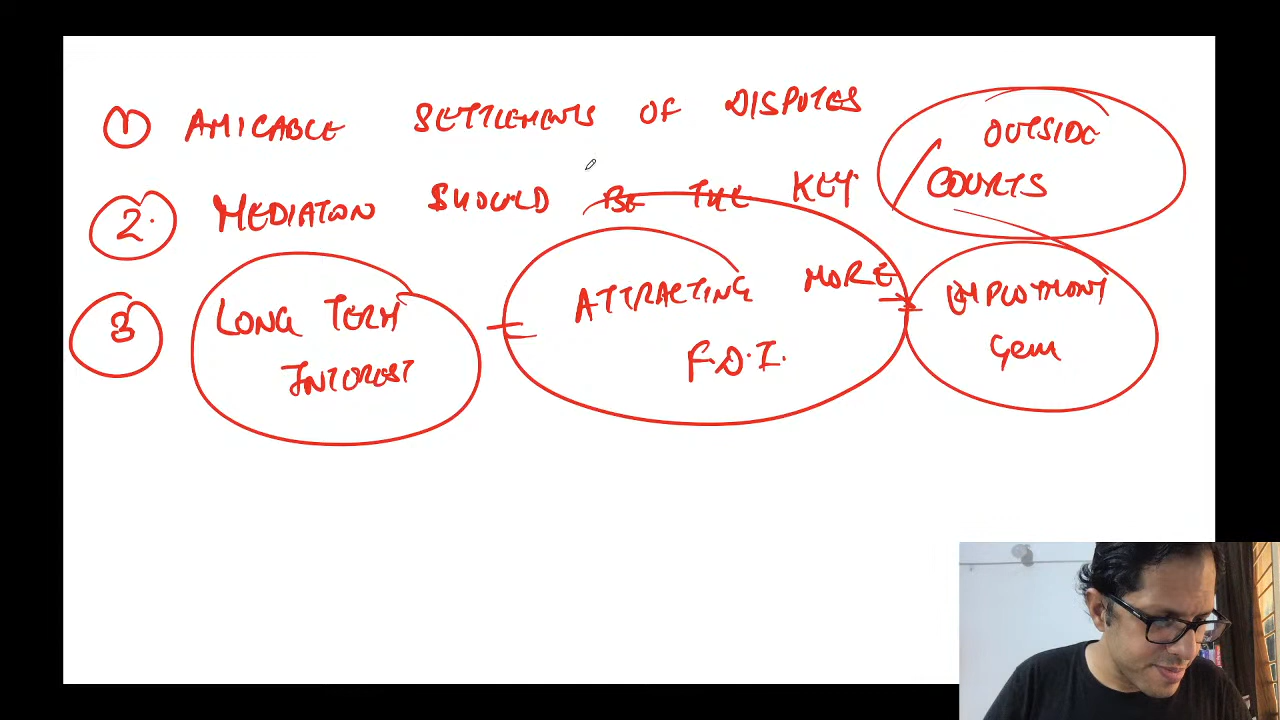 1 AMICABLE SETTLEMENTS OF DISPUTES OUTSIDE
COURTS
2. MEDIATION SHOULD BE THE KEY
3 LONG TERM INTEREST
ATTRACTING MORE F.D.I.
EMPLOYMENT Gem